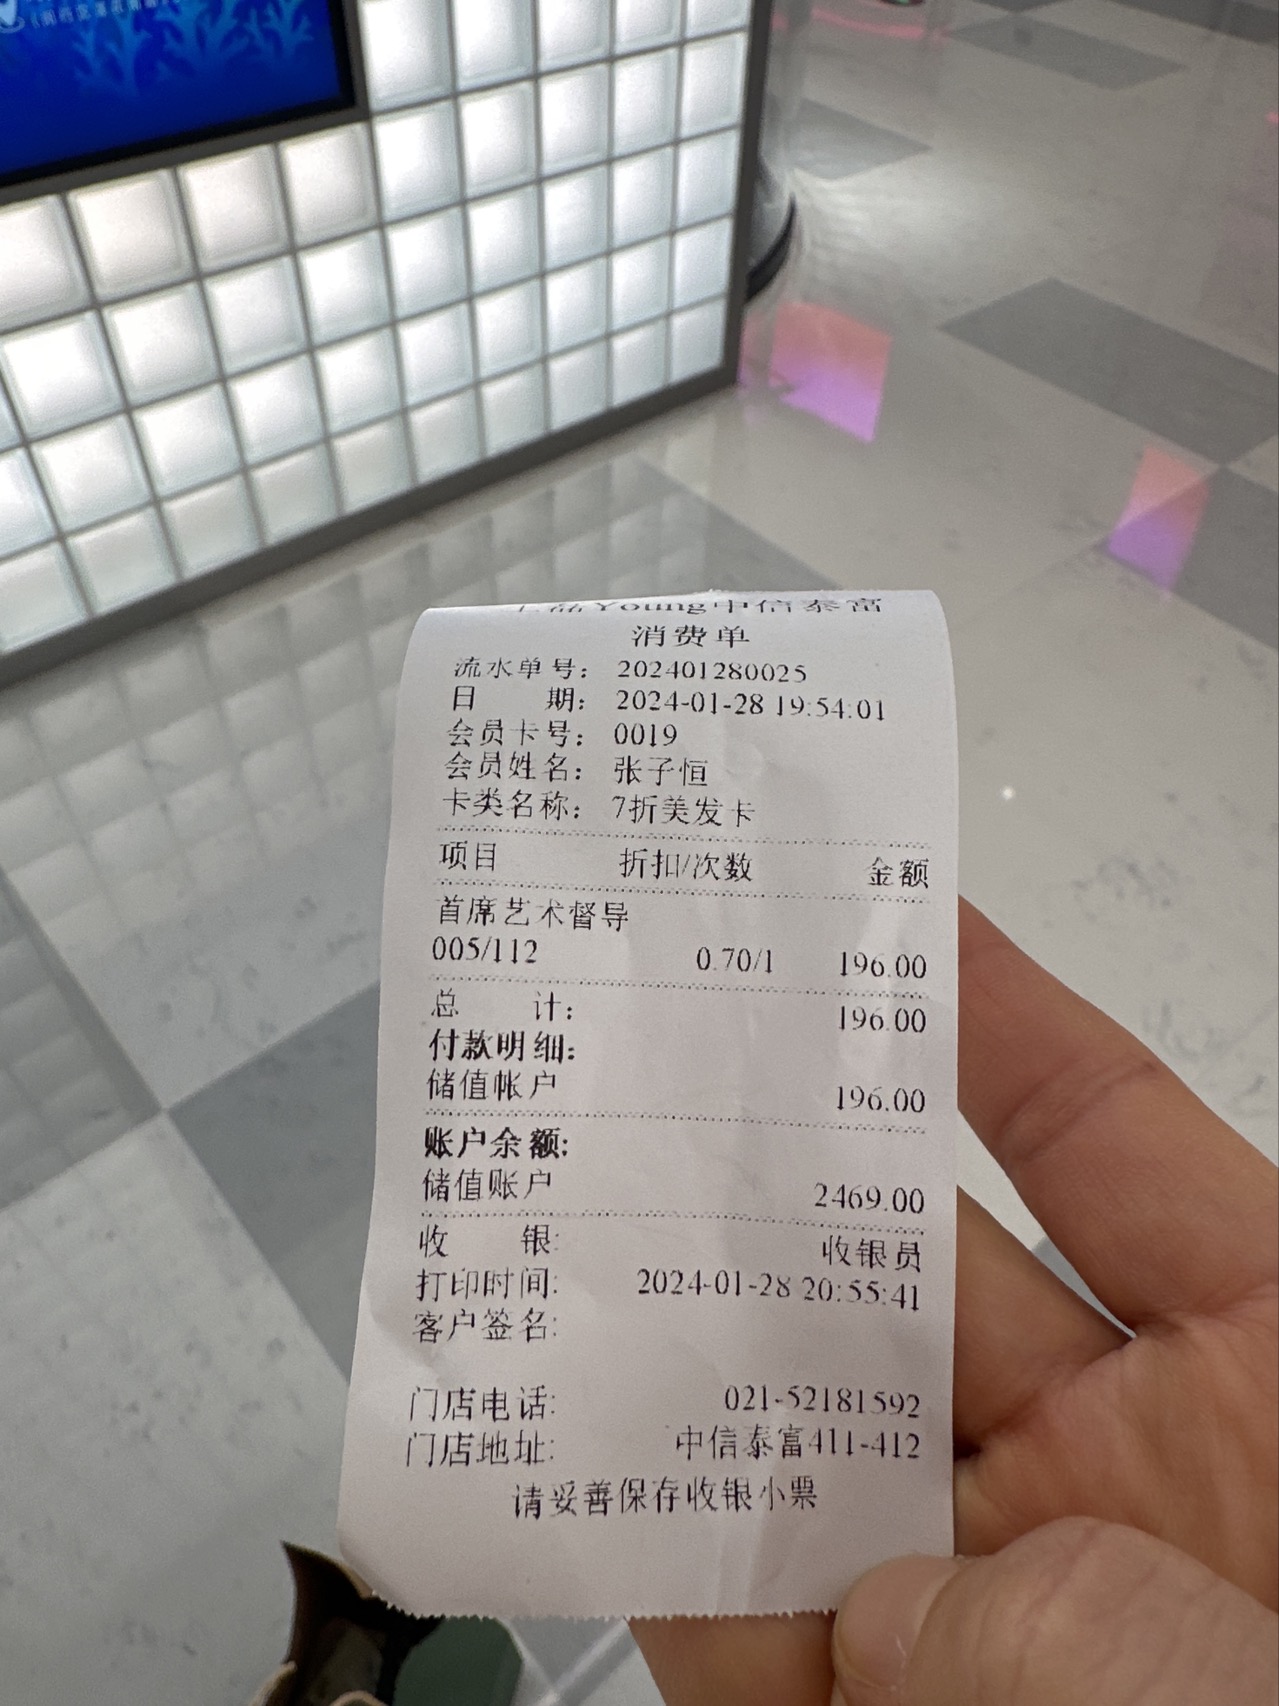 Young中信泰富
消费单
流水单号： 202401280025
日 期： 2024-01-28 19:54:01
会员卡号： 0019
会员姓名： 张子恒
卡类名称： 7折美发卡
项目 折扣/次数 金额
首席艺术督导
005/112 0.70/1 196.00
总 计： 196.00
付款明细：
储值帐户 196.00
账户余额:
储值账户 2469.00
收 银: 收银员
打印时间: 2024-01-28 20:55:41
客户签名:
门店电话: 021-52181592
门店地址: 中信泰富411-412
请妥善保存收银小票